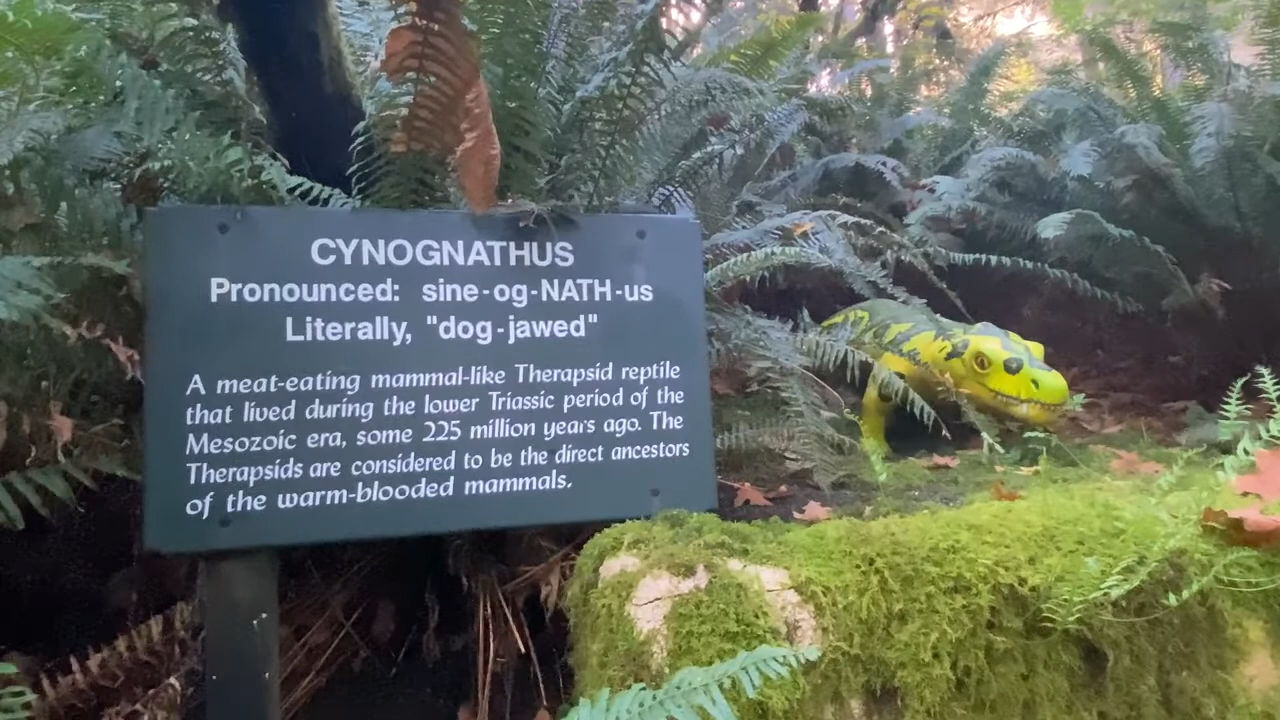 CYNOGNATHUS
Pronounced: sine-og-NATH-us
Literally, "dog-jawed"
A meat-eating mammal-like Therapsid reptile
that lived during the lower Triassic period of the
Mesozoic era, some 225 million years ago. The
Therapsids are considered to be the direct ancestors
of the warm-blooded mammals.